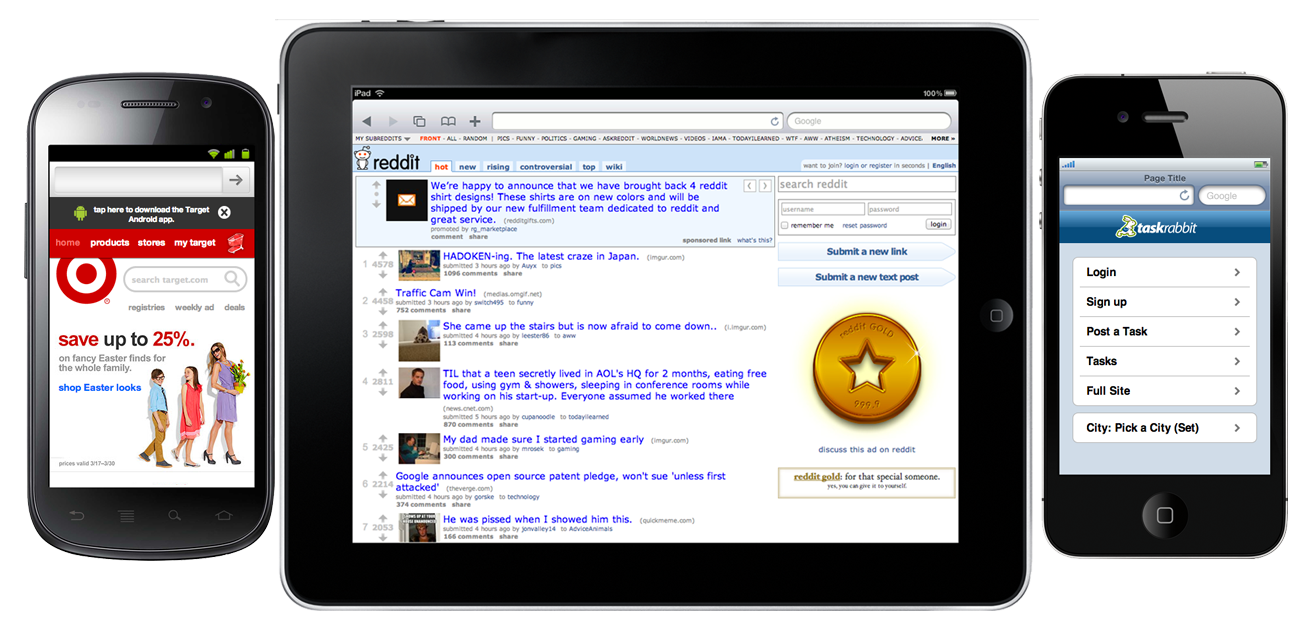 tap here to download the Target
Android app.
home products stores my target
search target.com
registries weekly ad deals
save up to 25%.
on fancy Easter finds for
the whole family.
shop Easter looks
prices valid 3/17–3/30
iPad 100%
Google
MY SUBREDDITS FRONT - ALL - RANDOM | PICS - FUNNY - POLITICS - GAMING - ASKREDDIT - WORLDNEWS - VIDEOS - IAMA - TODAYILEARNED - WTF - AWW - ATHEISM - TECHNOLOGY - ADVICE. MORE »
reddit hot new rising controversial top wiki
want to join? login or register in seconds | English
We're happy to announce that we have brought back 4 reddit
shirt designs! These shirts are on new colors and will be
shipped by our new fulfillment team dedicated to reddit and
great service. (redditgifts.com)
promoted by rg_marketplace
comment share
sponsored link what's this?
1 4578 HADOKEN-ing. The latest craze in Japan. (imgur.com)
submitted 3 hours ago by Auyx to pics
1096 comments share
2 4458 Traffic Cam Win! (medias.omgif.net)
submitted 3 hours ago by switch495 to funny
752 comments share
3 2598 She came up the stairs but is now afraid to come down.. (i.imgur.com)
submitted 4 hours ago by leester86 to aww
113 comments share
4 2811 TIL that a teen secretly lived in AOL's HQ for 2 months, eating free
food, using gym & showers, sleeping in conference rooms while
working on his start-up. Everyone assumed he worked there
(news.cnet.com)
submitted 5 hours ago by cupanoodle to todayilearned
870 comments share
5 2425 My dad made sure I started gaming early (imgur.com)
submitted 4 hours ago by mrosek to gaming
300 comments share
6 2214 Google announces open source patent pledge, won't sue 'unless first
attacked' (theverge.com)
submitted 4 hours ago by gorske to technology
374 comments share
7 2053 He was pissed when I showed him this. (quickmeme.com)
submitted 4 hours ago by jonvalley14 to AdviceAnimals
166 comments share
search reddit
username password
remember me reset password login
Submit a new link
Submit a new text post
reddit GOLD
999.9
discuss this ad on reddit
reddit gold: for that special someone.
yes, you can give it to yourself.
Page Title
Google
taskrabbit
Login
Sign up
Post a Task
Tasks
Full Site
City: Pick a City (Set)